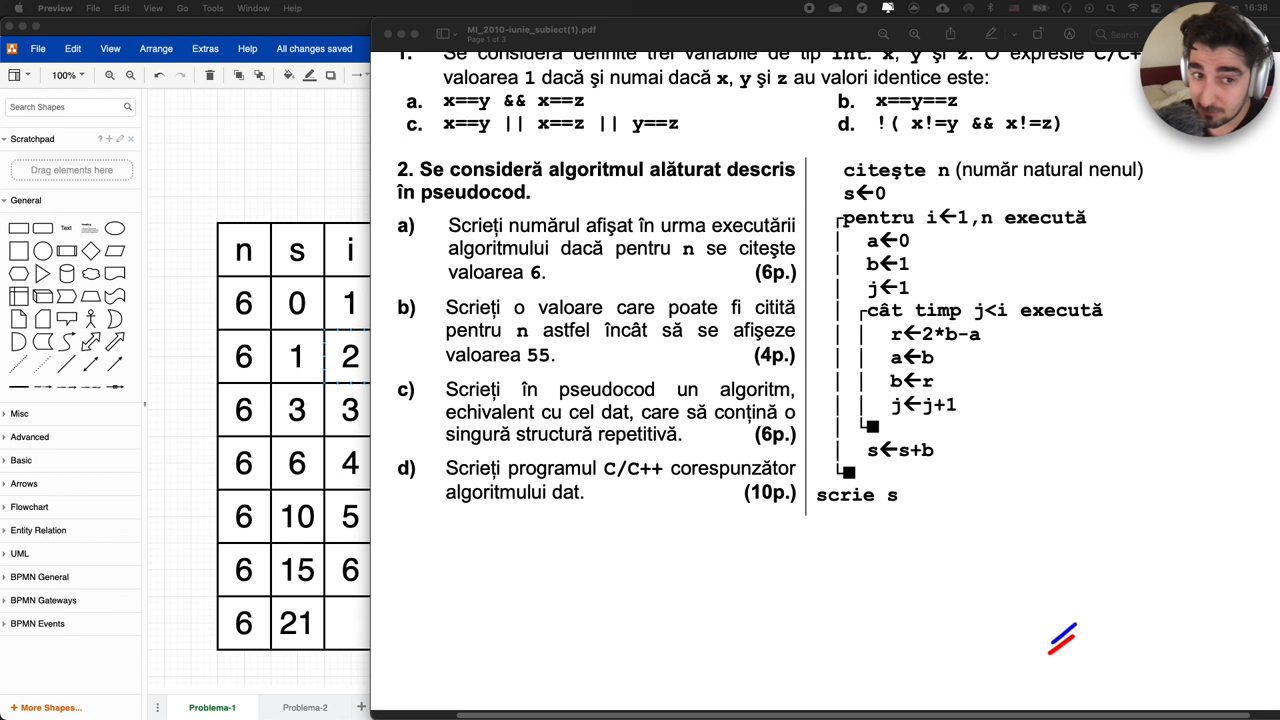 Preview File Edit View Go Tools Window Help
16:38
File Edit View Arrange Extras Help All changes saved
MI_2010-iunie_subiect(1).pdf
Page 1 of 3
Search
100%
Search Shapes
Scratchpad
Drag elements here
General
Text
Misc
Advanced
Basic
Arrows
Flowchart
Entity Relation
UML
BPMN General
BPMN Gateways
BPMN Events
+ More Shapes...
Problema-1 Problema-2
n s i
6 0 1
6 1 2
6 3 3
6 6 4
6 10 5
6 15 6
6 21
1. Se consideră definite trei variabile de tip int: x, y şi z. O expresie C/C+
valoarea 1 dacă şi numai dacă x, y şi z au valori identice este:
a. x==y && x==z b. x==y==z
c. x==y || x==z || y==z d. !( x!=y && x!=z)
2. Se consideră algoritmul alăturat descris
în pseudocod.
a) Scrieţi numărul afişat în urma executării
algoritmului dacă pentru n se citeşte
valoarea 6. (6p.)
b) Scrieţi o valoare care poate fi citită
pentru n astfel încât să se afişeze
valoarea 55. (4p.)
c) Scrieţi în pseudocod un algoritm,
echivalent cu cel dat, care să conţină o
singură structură repetitivă. (6p.)
d) Scrieţi programul C/C++ corespunzător
algoritmului dat. (10p.)
citeşte n (număr natural nenul)
s←0
pentru i←1,n execută
a←0
b←1
j←1
cât timp j<i execută
r←2*b-a
a←b
b←r
j←j+1
s←s+b
scrie s